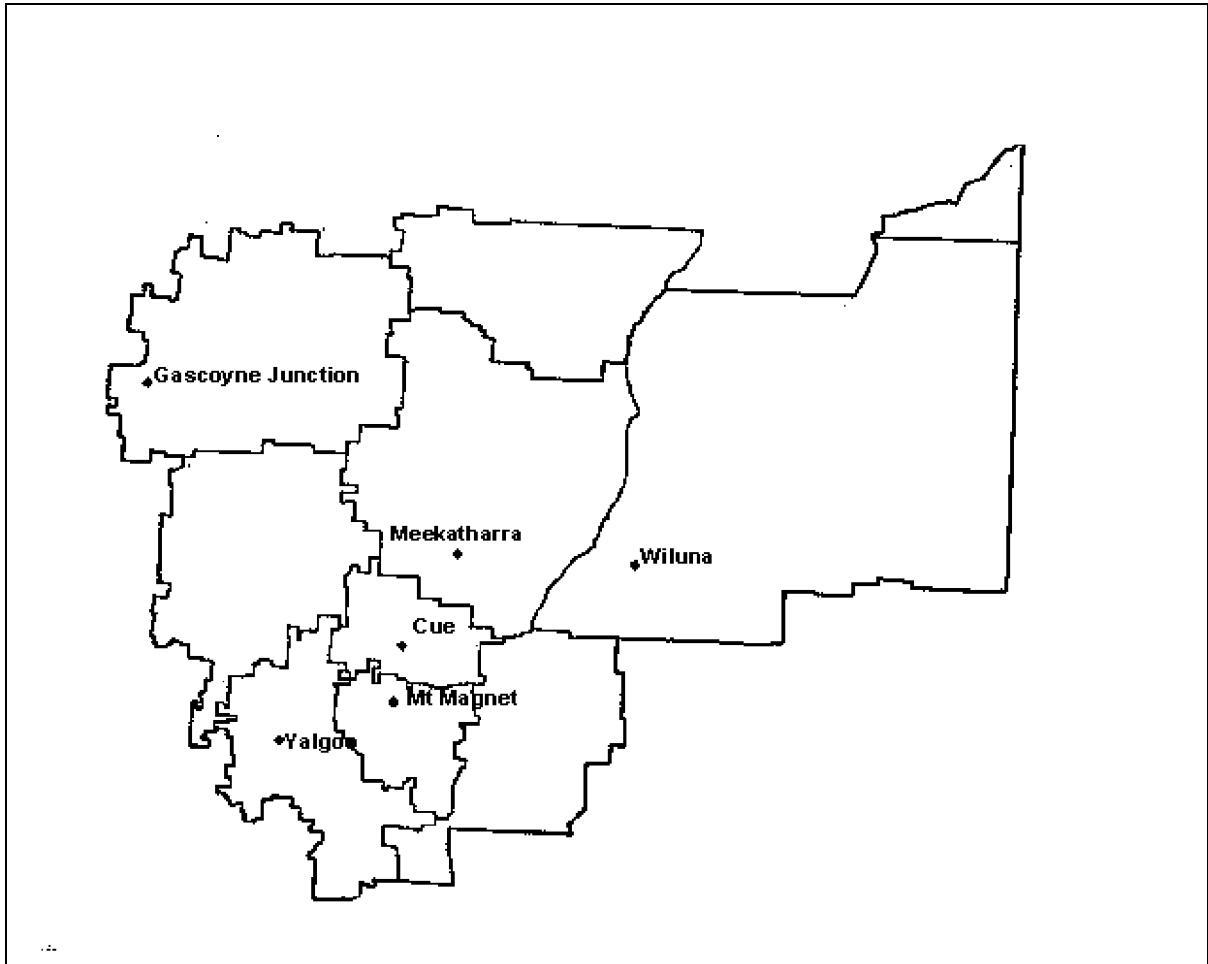 Gascoyne Junction
Meekatharra
Wiluna
Cue
Mt Magnet
Yalgoo